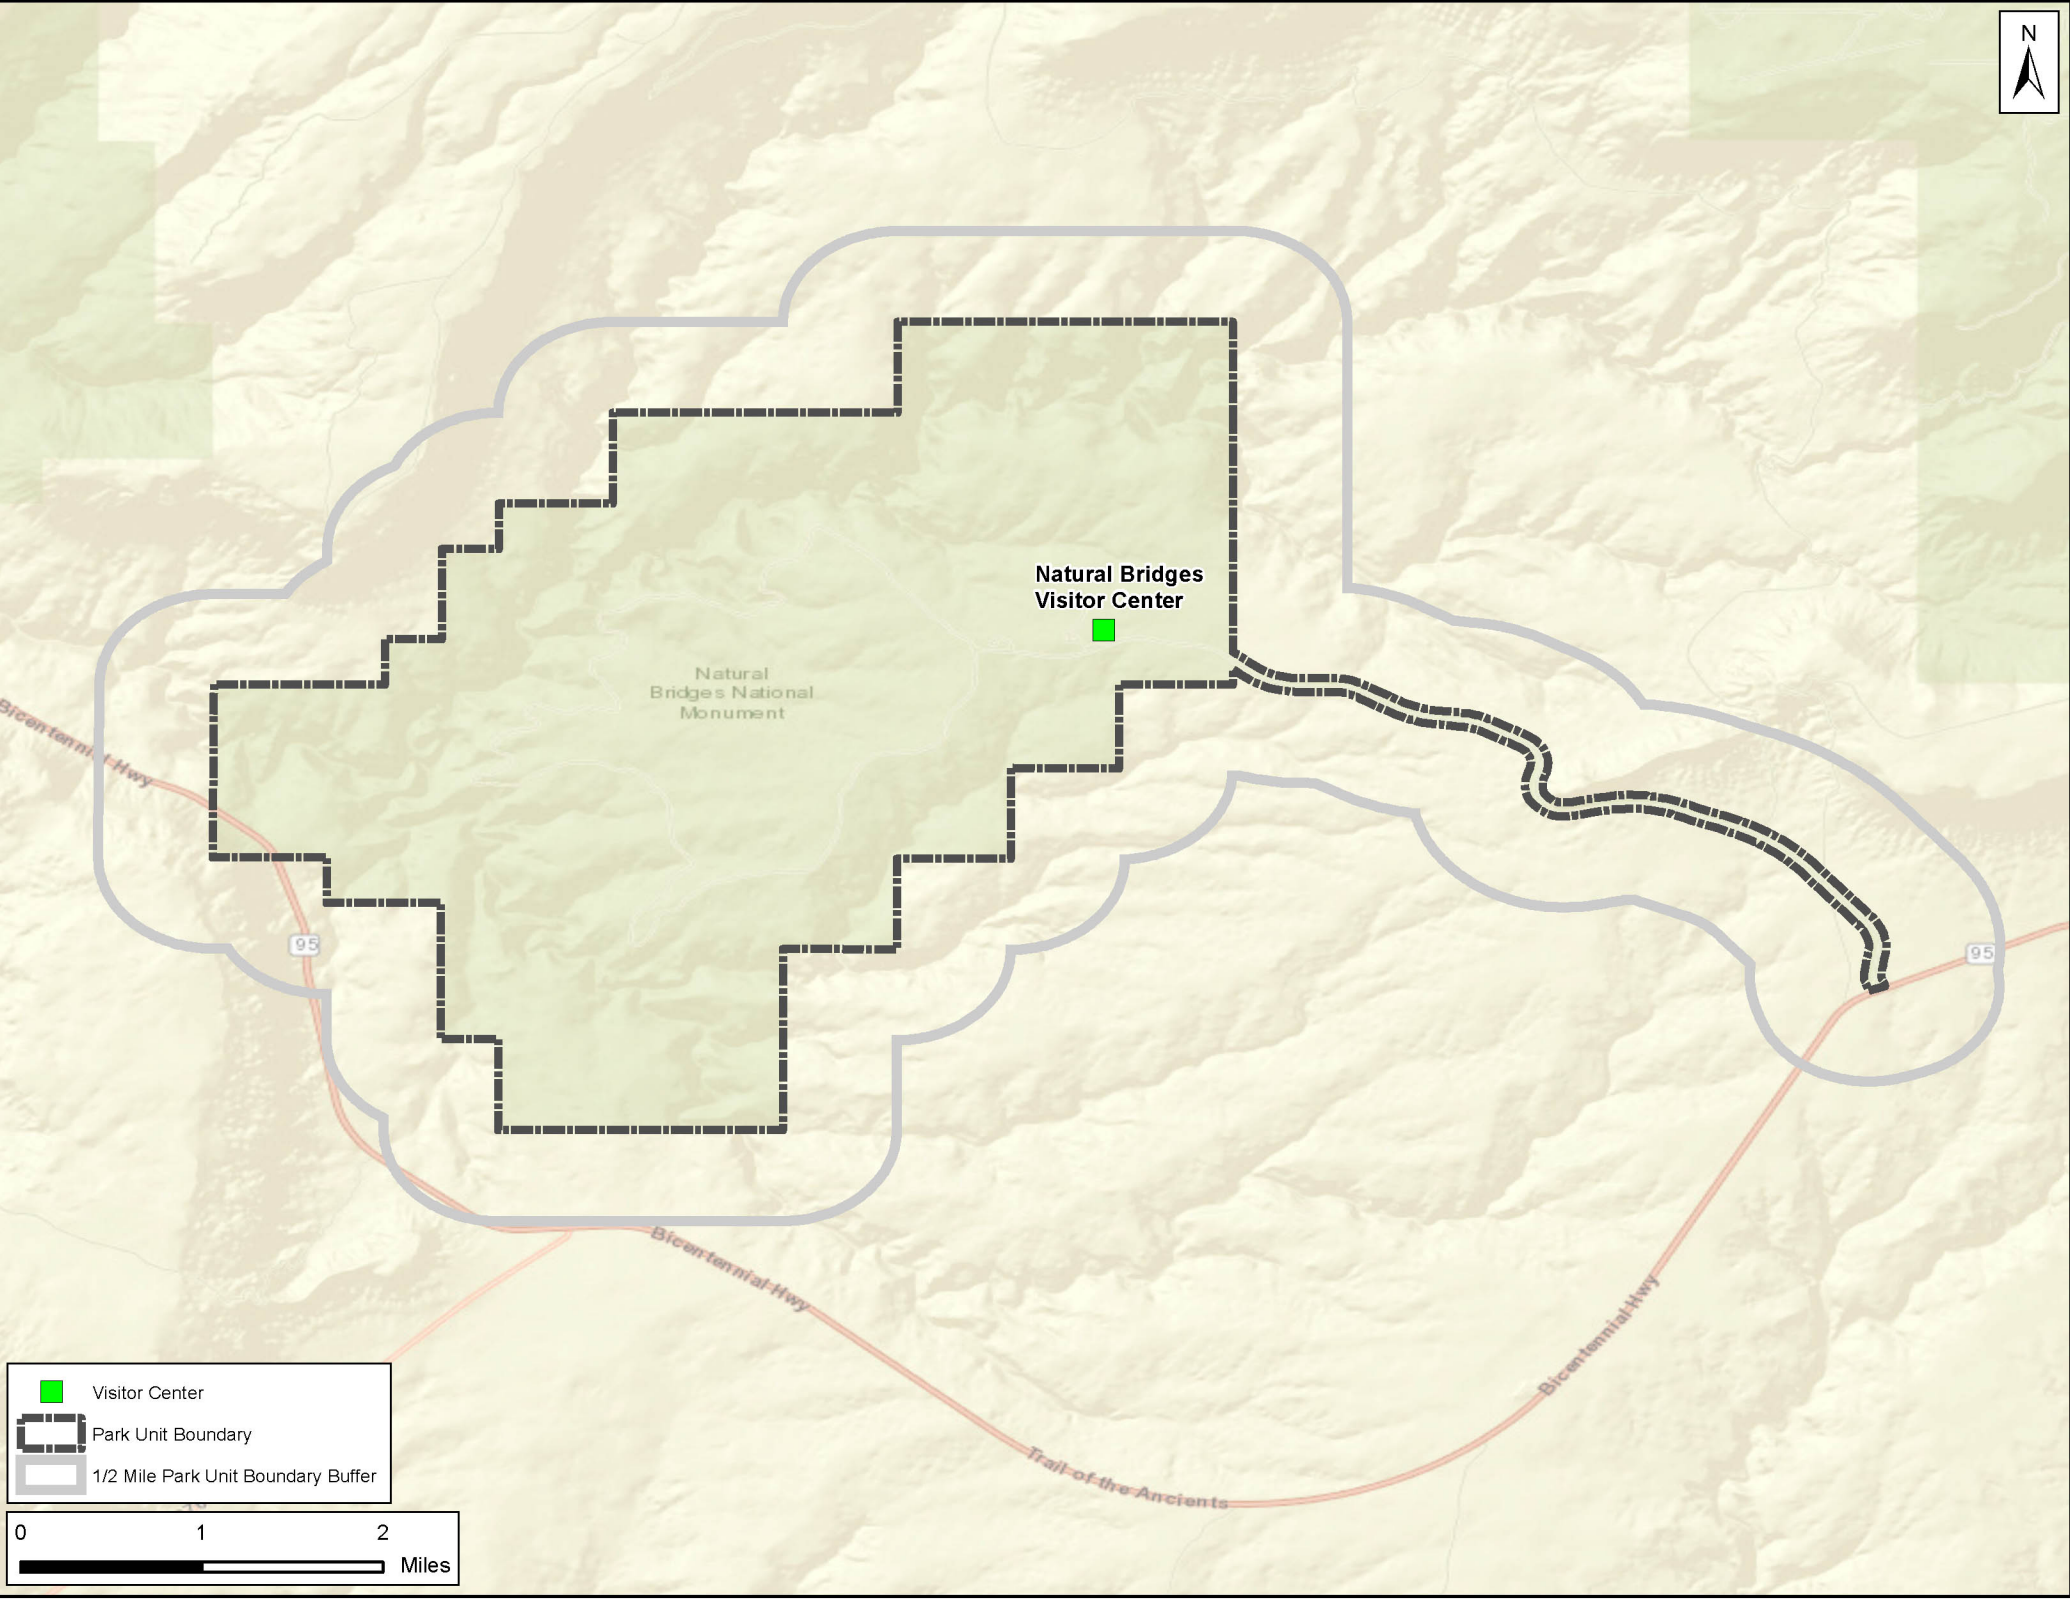 N
Natural Bridges
Visitor Center
Natural
Bridges National
Monument
Bicentennial Hwy
95
95
Bicentennial Hwy
Bicentennial Hwy
Trail of the Ancients
Visitor Center
Park Unit Boundary
1/2 Mile Park Unit Boundary Buffer
0 1 2
Miles